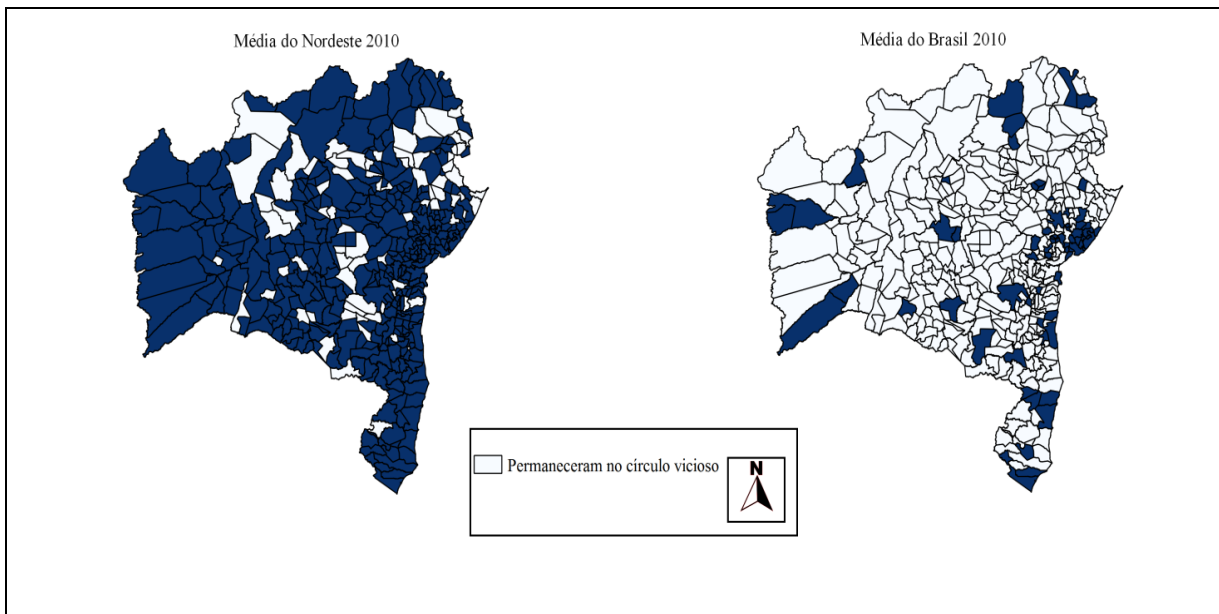 Média do Nordeste 2010
Média do Brasil 2010
Permaneceram no círculo vicioso
N